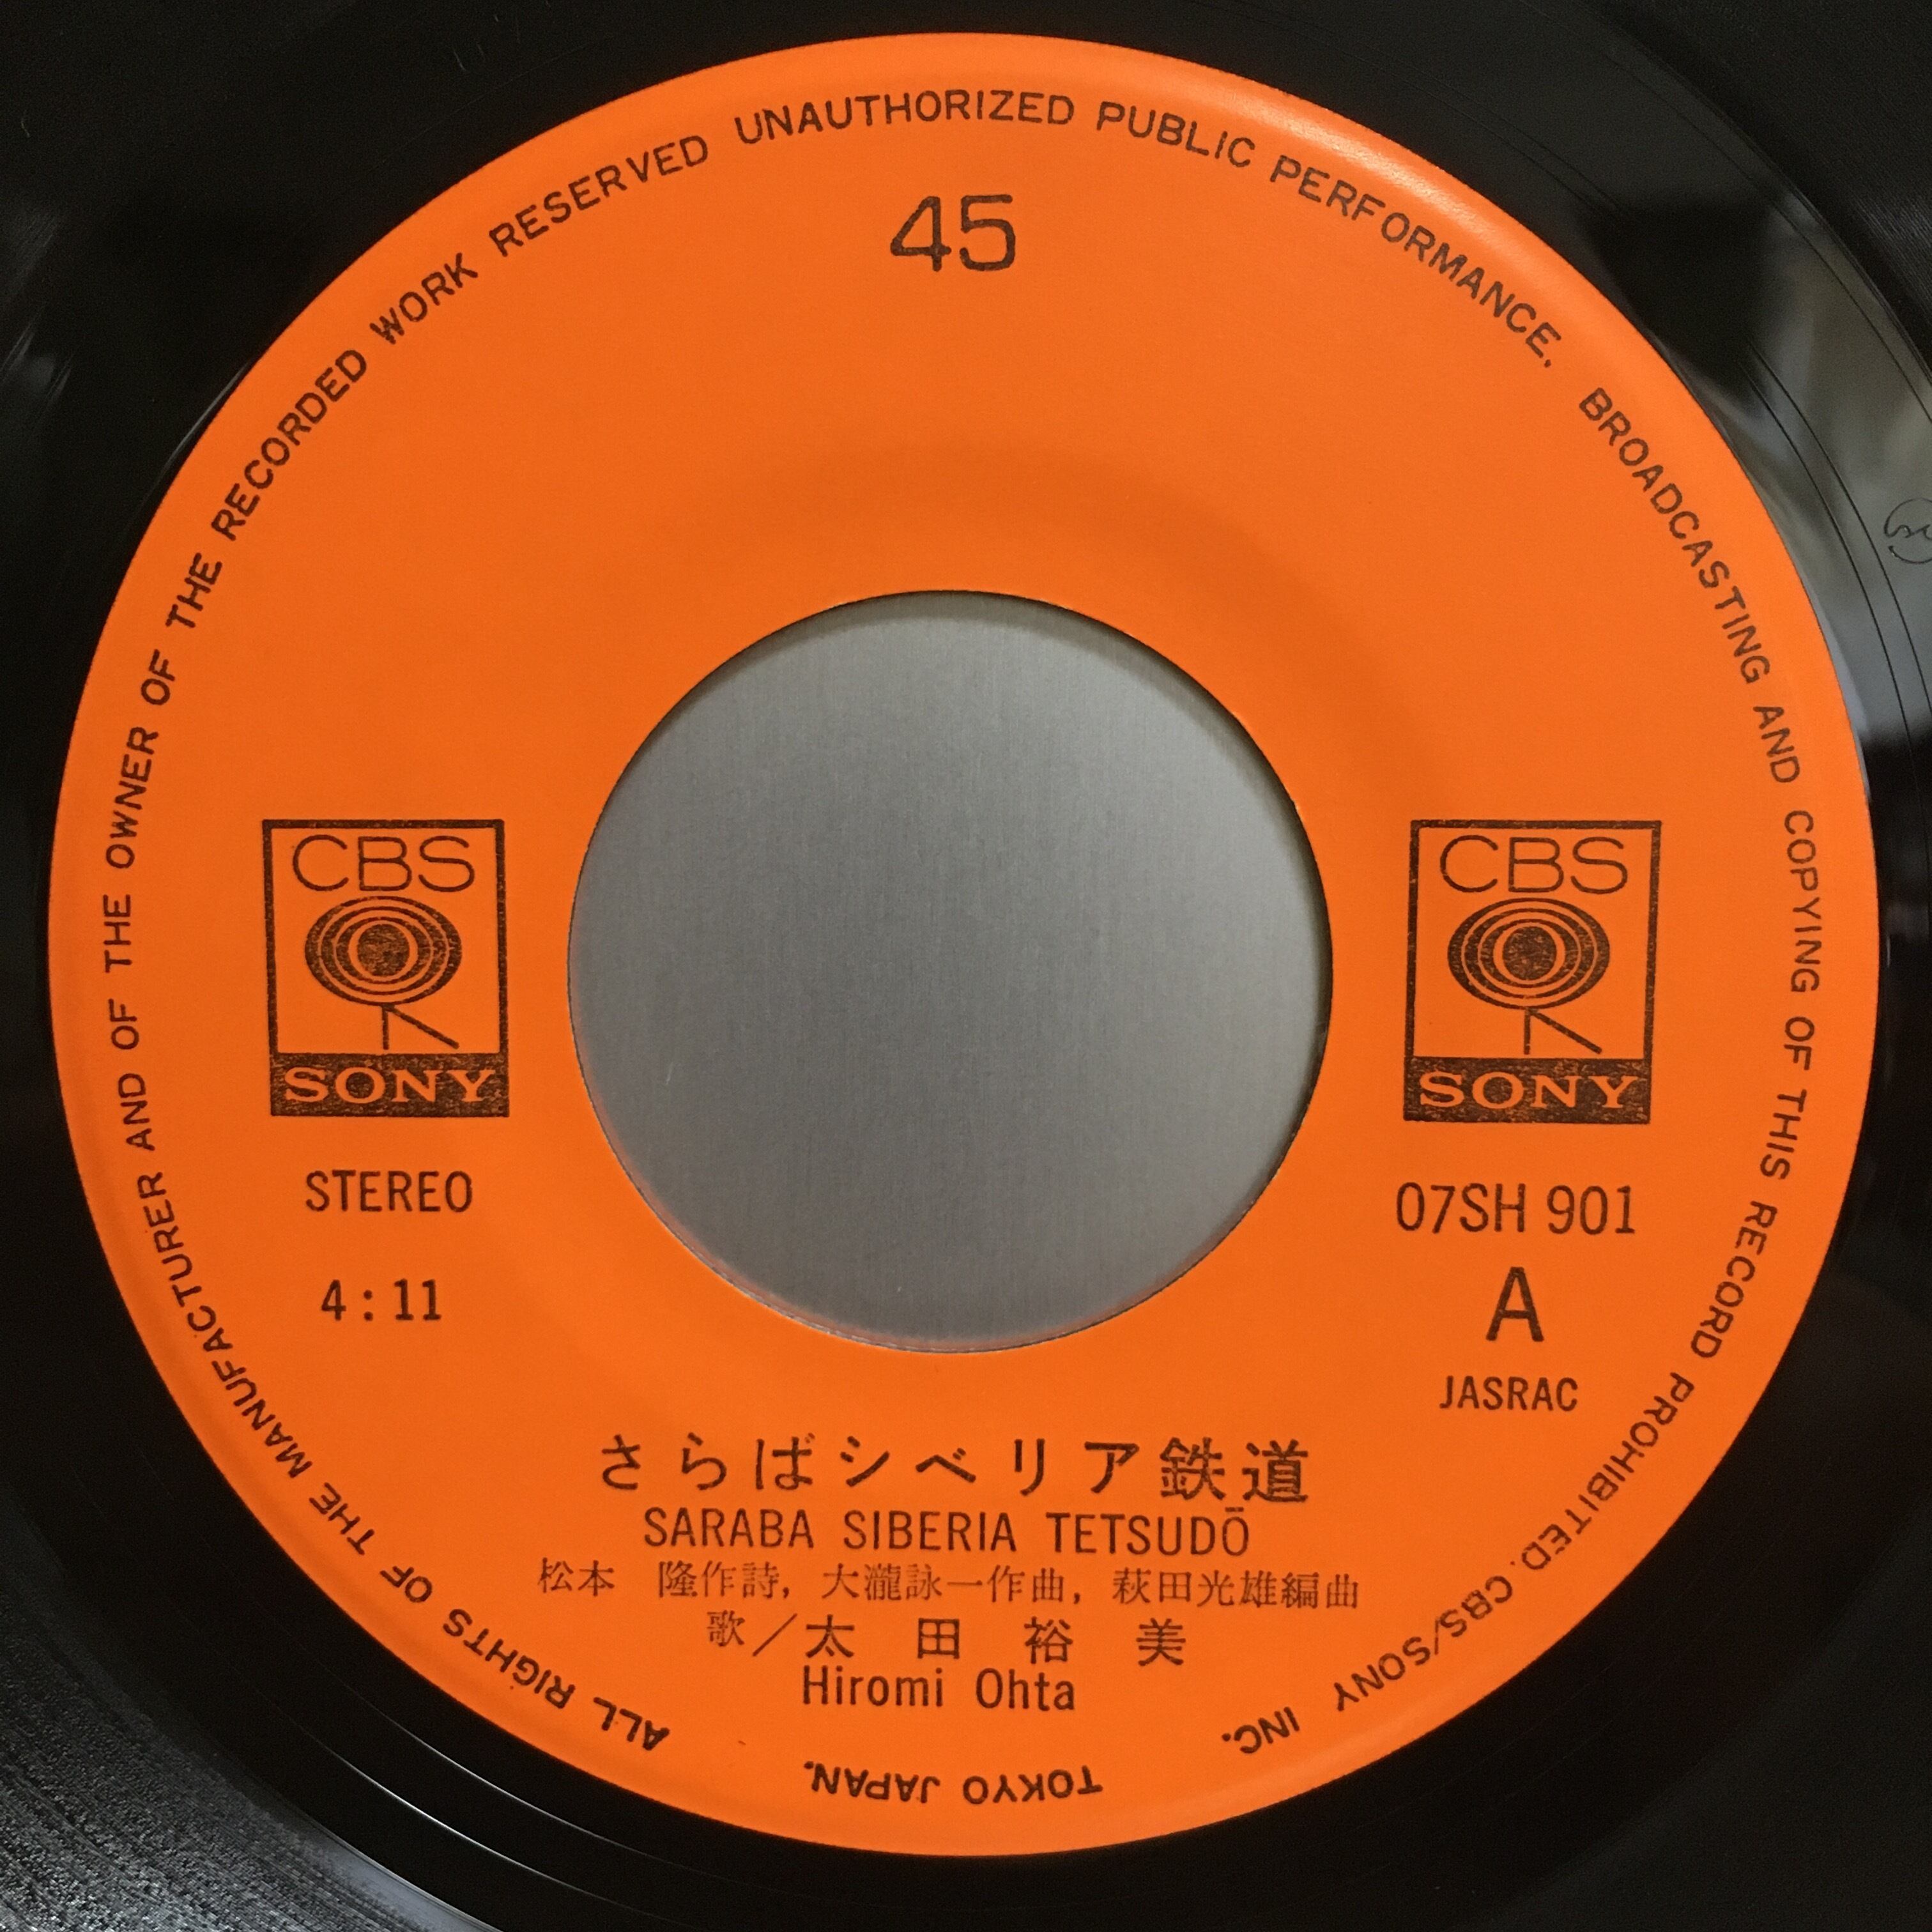 ALL RIGHTS OF THE MANUFACTURER AND OF THE OWNER OF THE RECORDED WORK RESERVED UNAUTHORIZED PUBLIC PERFORMANCE, BROADCASTING AND COPYING OF THIS RECORD PROHIBITED. CBS/SONY INC. TOKYO JAPAN.
45
CBS
SONY
CBS
SONY
STEREO
07SH 901
4:11
A
JASRAC
さらばシベリア鉄道
SARABA SIBERIA TETSUDŌ
松本 隆作詩, 大瀧詠一作曲, 萩田光雄編曲
歌/太田裕美
Hiromi Ohta